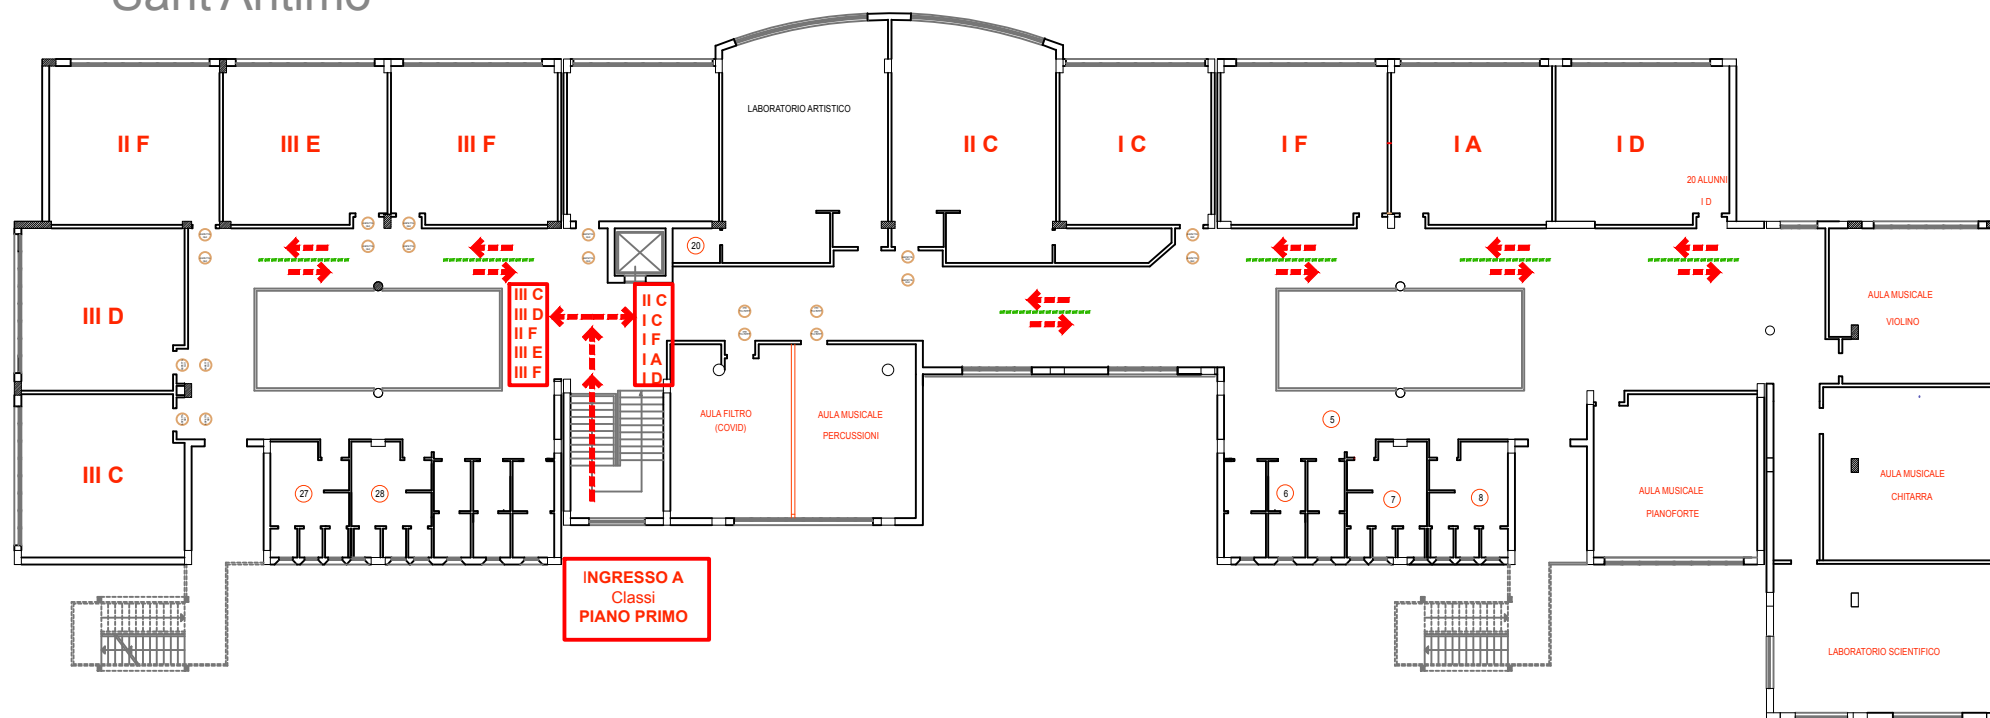 Sant'Antimo
LABORATORIO ARTISTICO
II F
III E
III F
II C
I C
I F
I A
I D
20 ALUNNI
I D
20
III D
III C
III D
II F
III E
III F
II C
I C
I F
I A
I D
AULA MUSICALE
VIOLINO
AULA FILTRO
(COVID)
AULA MUSICALE
PERCUSSIONI
5
III C
27
28
6
7
8
AULA MUSICALE
PIANOFORTE
AULA MUSICALE
CHITARRA
INGRESSO A
Classi
PIANO PRIMO
LABORATORIO SCIENTIFICO